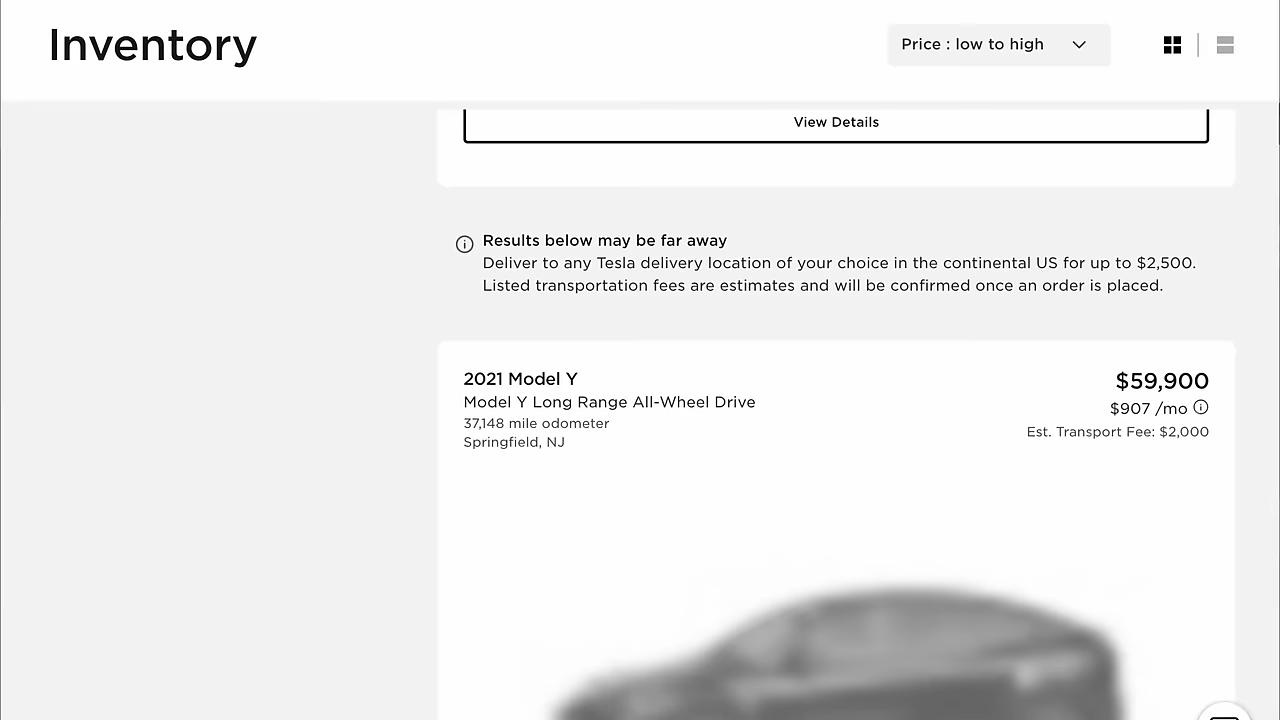 Inventory
Price : low to high
View Details
Results below may be far away
Deliver to any Tesla delivery location of your choice in the continental US for up to $2,500.
Listed transportation fees are estimates and will be confirmed once an order is placed.
2021 Model Y
$59,900
Model Y Long Range All-Wheel Drive
$907 /mo
37,148 mile odometer
Est. Transport Fee: $2,000
Springfield, NJ